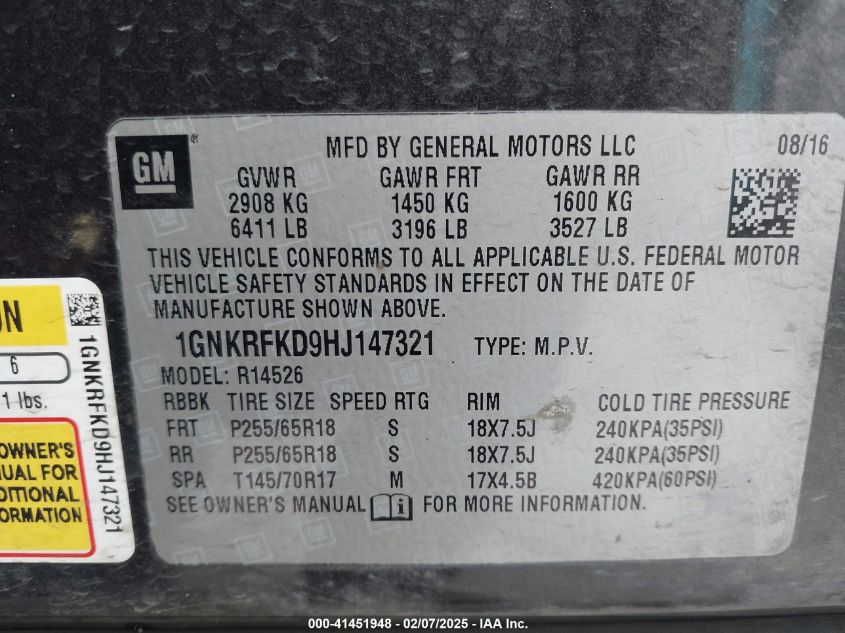 GM
MFD BY GENERAL MOTORS LLC 08/16
GVWR GAWR FRT GAWR RR
2908 KG 1450 KG 1600 KG
6411 LB 3196 LB 3527 LB
THIS VEHICLE CONFORMS TO ALL APPLICABLE U.S. FEDERAL MOTOR
VEHICLE SAFETY STANDARDS IN EFFECT ON THE DATE OF
MANUFACTURE SHOWN ABOVE.
1GNKRFKD9HJ147321 TYPE: M.P.V.
MODEL: R14526
RBBK TIRE SIZE SPEED RTG RIM COLD TIRE PRESSURE
FRT P255/65R18 S 18X7.5J 240KPA(35PSI)
RR P255/65R18 S 18X7.5J 240KPA(35PSI)
SPA T145/70R17 M 17X4.5B 420KPA(60PSI)
SEE OWNER'S MANUAL FOR MORE INFORMATION.
6
1 lbs.
OWNER'S
FOR
1GNKRFKD9HJ147321
000-41451948 - 02/07/2025 - IAA Inc.